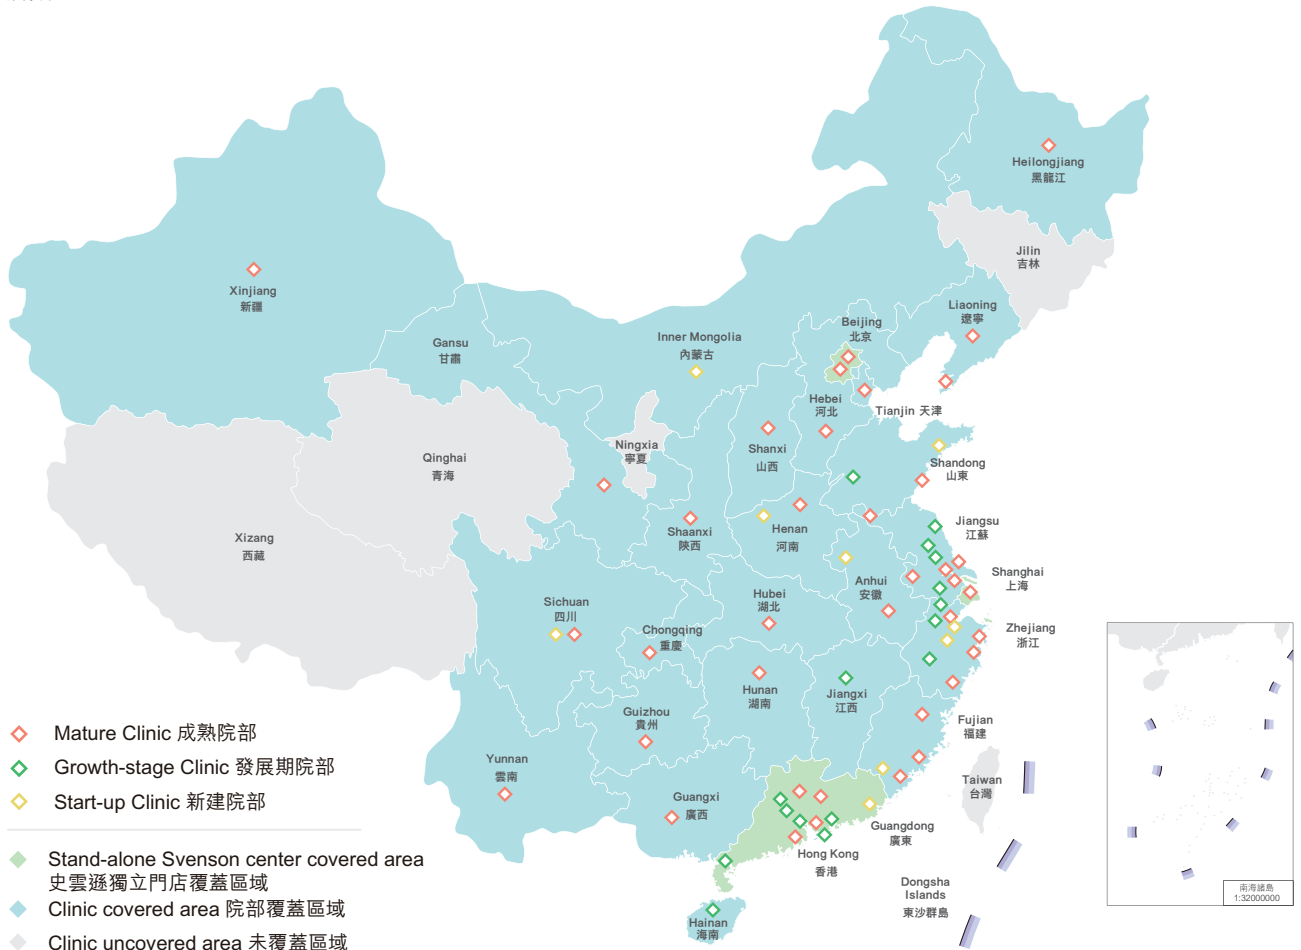 Heilongjiang
黑龍江
Jilin
吉林
Xinjiang
新疆
Liaoning
遼寧
Beijing
北京
Inner Mongolia
內蒙古
Gansu
甘肅
Hebei
河北
Tianjin 天津
Ningxia
寧夏
Shanxi
山西
Qinghai
青海
Shandong
山東
Shaanxi
陝西
Henan
河南
Jiangsu
江蘇
Xizang
西藏
Shanghai
上海
Anhui
安徽
Hubei
湖北
Sichuan
四川
Chongqing
重慶
Zhejiang
浙江
Hunan
湖南
Jiangxi
江西
Guizhou
貴州
Fujian
福建
Yunnan
雲南
Taiwan
台灣
Guangxi
廣西
Guangdong
廣東
Hong Kong
香港
Dongsha
Islands
東沙群島
Hainan
海南
Mature Clinic 成熟院部
Growth-stage Clinic 發展期院部
Start-up Clinic 新建院部
Stand-alone Svenson center covered area
史雲遜獨立門店覆蓋區域
Clinic covered area 院部覆蓋區域
Clinic uncovered area 未覆蓋區域
南海諸島
1:32000000